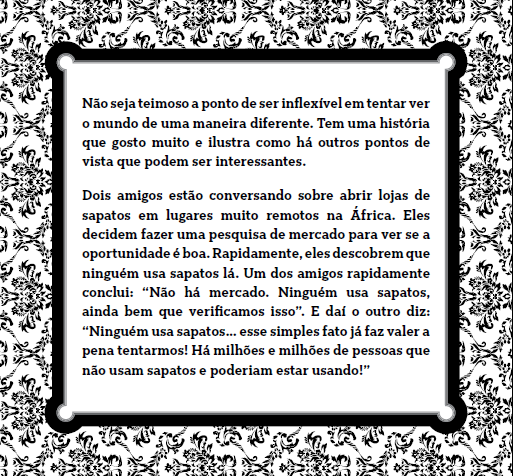 Não seja teimoso a ponto de ser inflexível em tentar ver
o mundo de uma maneira diferente. Tem uma história
que gosto muito e ilustra como há outros pontos de
vista que podem ser interessantes.
Dois amigos estão conversando sobre abrir lojas de
sapatos em lugares muito remotos na África. Eles
decidem fazer uma pesquisa de mercado para ver se a
oportunidade é boa. Rapidamente, eles descobrem que
ninguém usa sapatos lá. Um dos amigos rapidamente
conclui: “Não há mercado. Ninguém usa sapatos,
ainda bem que verificamos isso”. E daí o outro diz:
“Ninguém usa sapatos... esse simples fato já faz valer a
pena tentarmos! Há milhões e milhões de pessoas que
não usam sapatos e poderiam estar usando!”